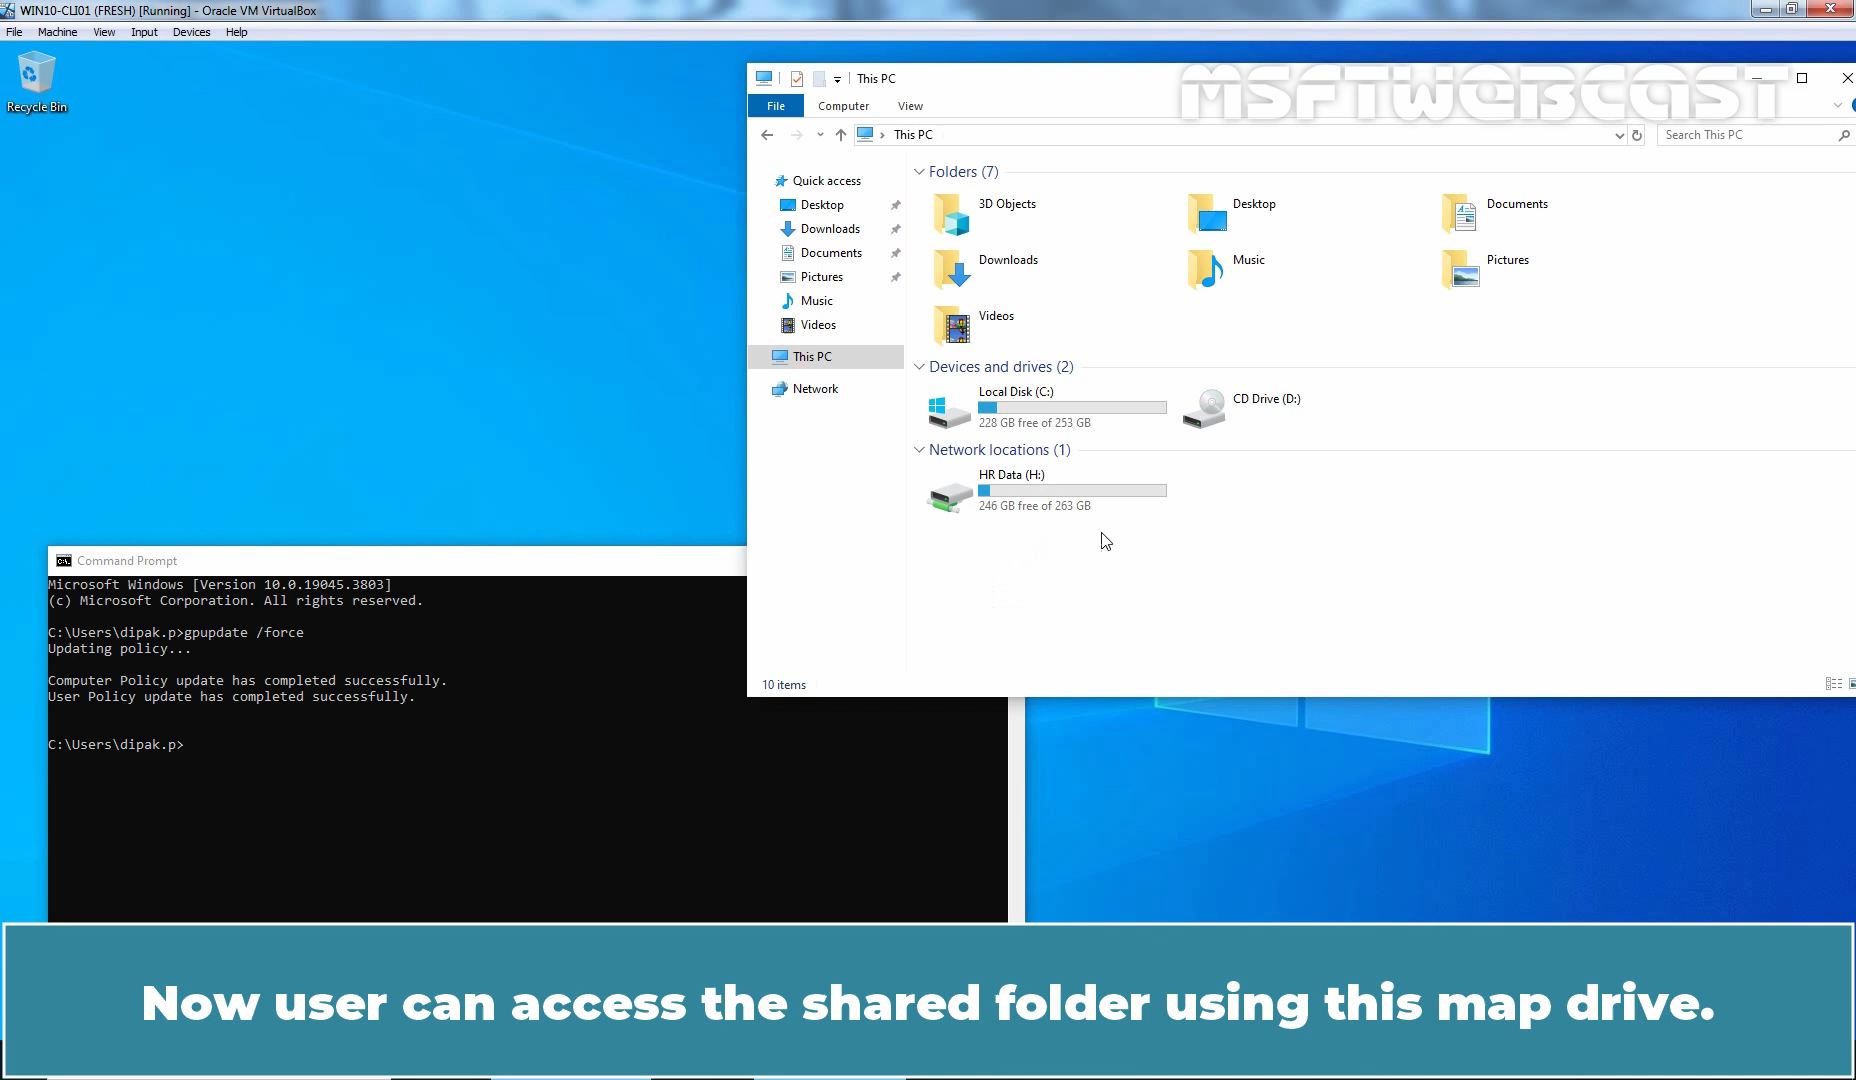 WIN10-CLI01 (FRESH) [Running] - Oracle VM VirtualBox
File Machine View Input Devices Help
Recycle Bin
This PC
MSFTWEBCAST
File Computer View
This PC
Search This PC
Quick access
Desktop
Downloads
Documents
Pictures
Music
Videos
This PC
Network
Folders (7)
3D Objects
Desktop
Documents
Downloads
Music
Pictures
Videos
Devices and drives (2)
Local Disk (C:)
228 GB free of 253 GB
CD Drive (D:)
Network locations (1)
HR Data (H:)
246 GB free of 263 GB
10 items
Command Prompt
Microsoft Windows [Version 10.0.19045.3803]
(c) Microsoft Corporation. All rights reserved.
C:\Users\dipak.p>gpupdate /force
Updating policy...
Computer Policy update has completed successfully.
User Policy update has completed successfully.
C:\Users\dipak.p>
Now user can access the shared folder using this map drive.